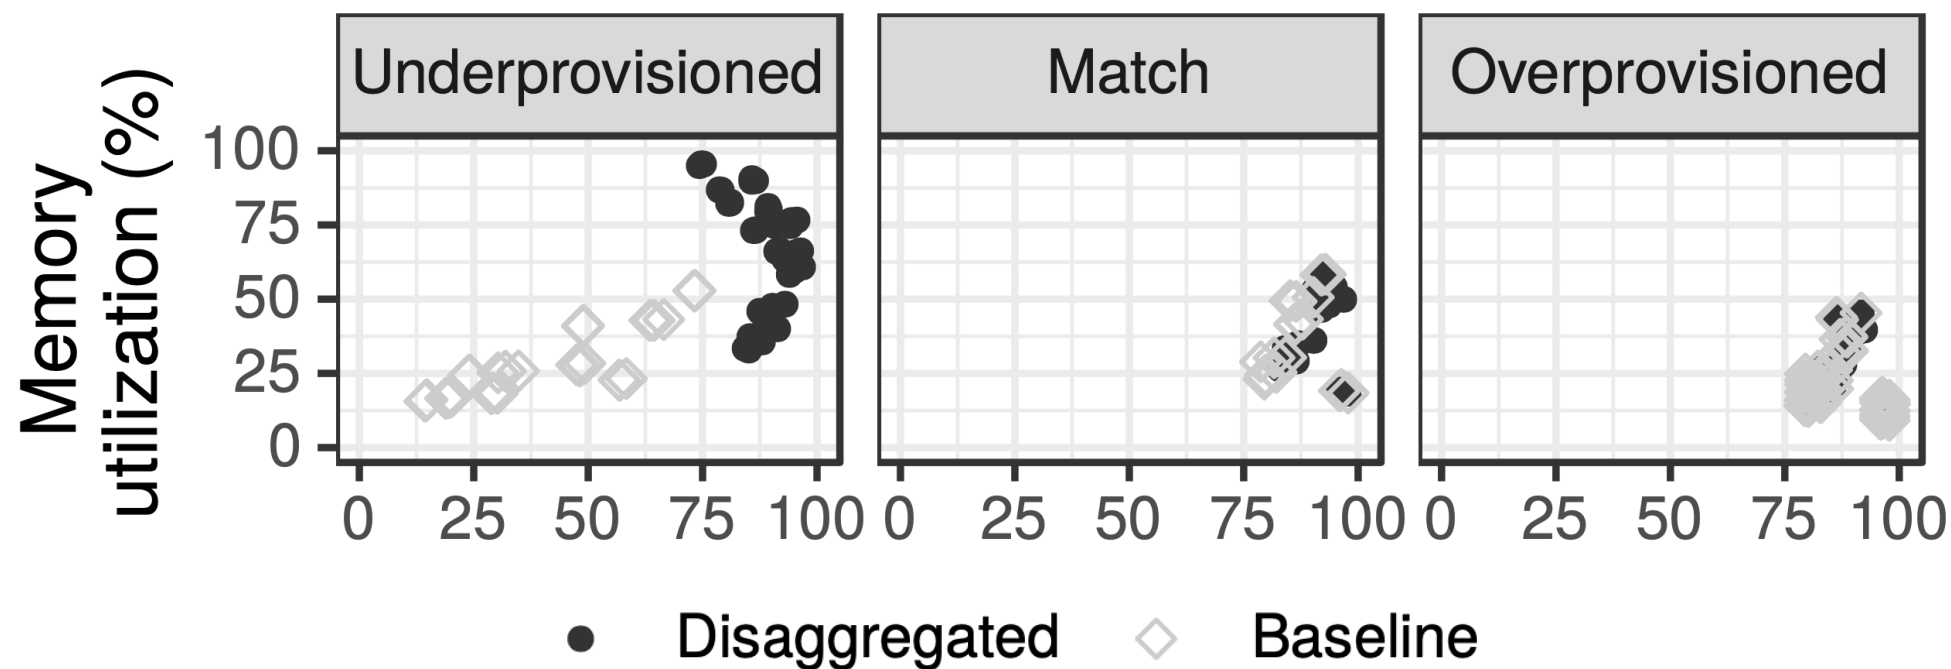 Underprovisioned Match Overprovisioned
Memory
utilization (%)
100
75
50
25
0
0 25 50 75 100 0 25 50 75 100 0 25 50 75 100
Disaggregated Baseline